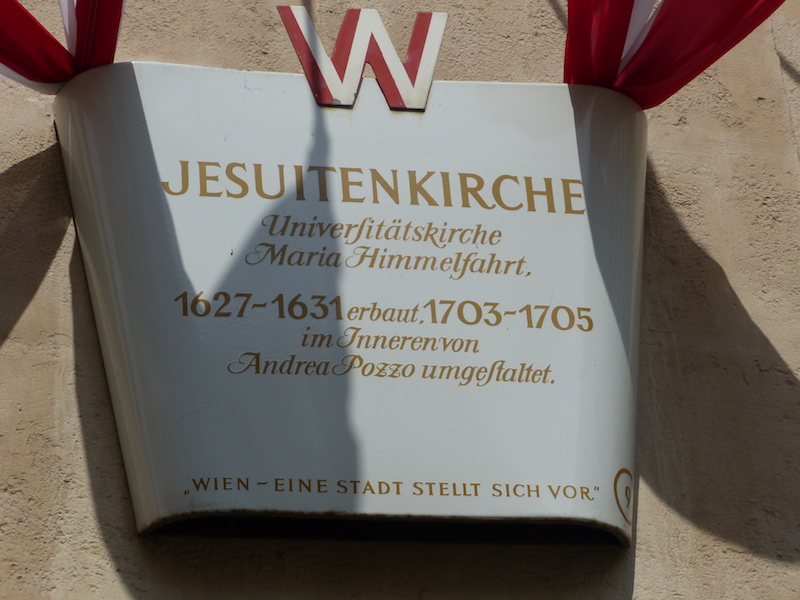 W
JESUITENKIRCHE
Univerſitätskirche
Maria Himmelfahrt,
1627~1631 erbaut, 1703~1705
im Inneren von
Andrea Pozzo umgeſtaltet.
„WIEN ~ EINE STADT STELLT SICH VOR“
9